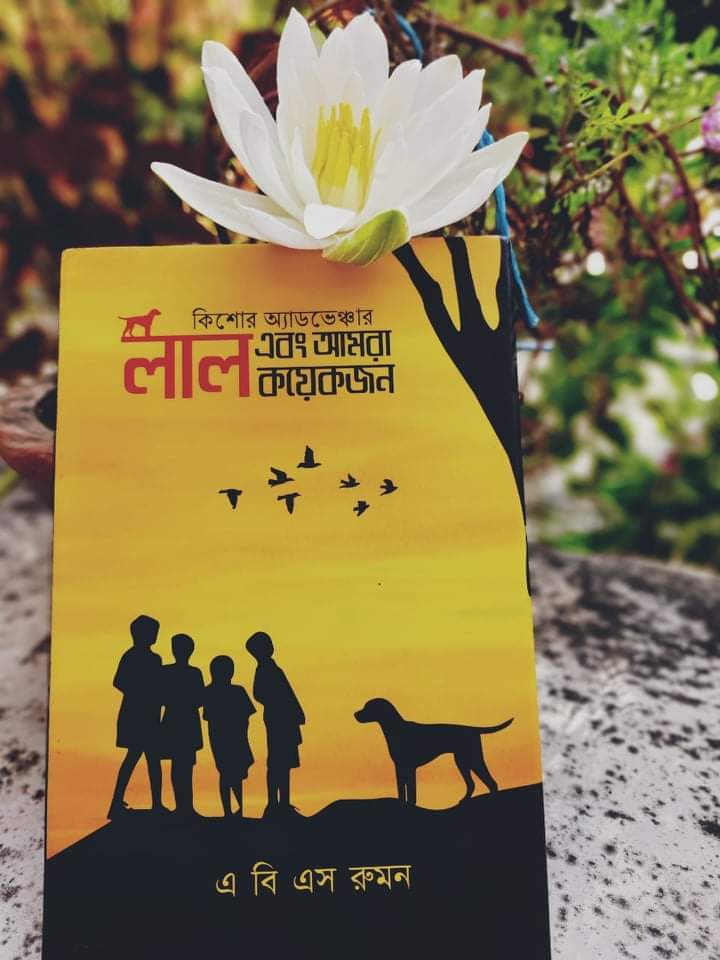 কিশোর অ্যাডভেঞ্চার
লাল এবং আমরা
কয়েকজন
এ বি এস রুমন